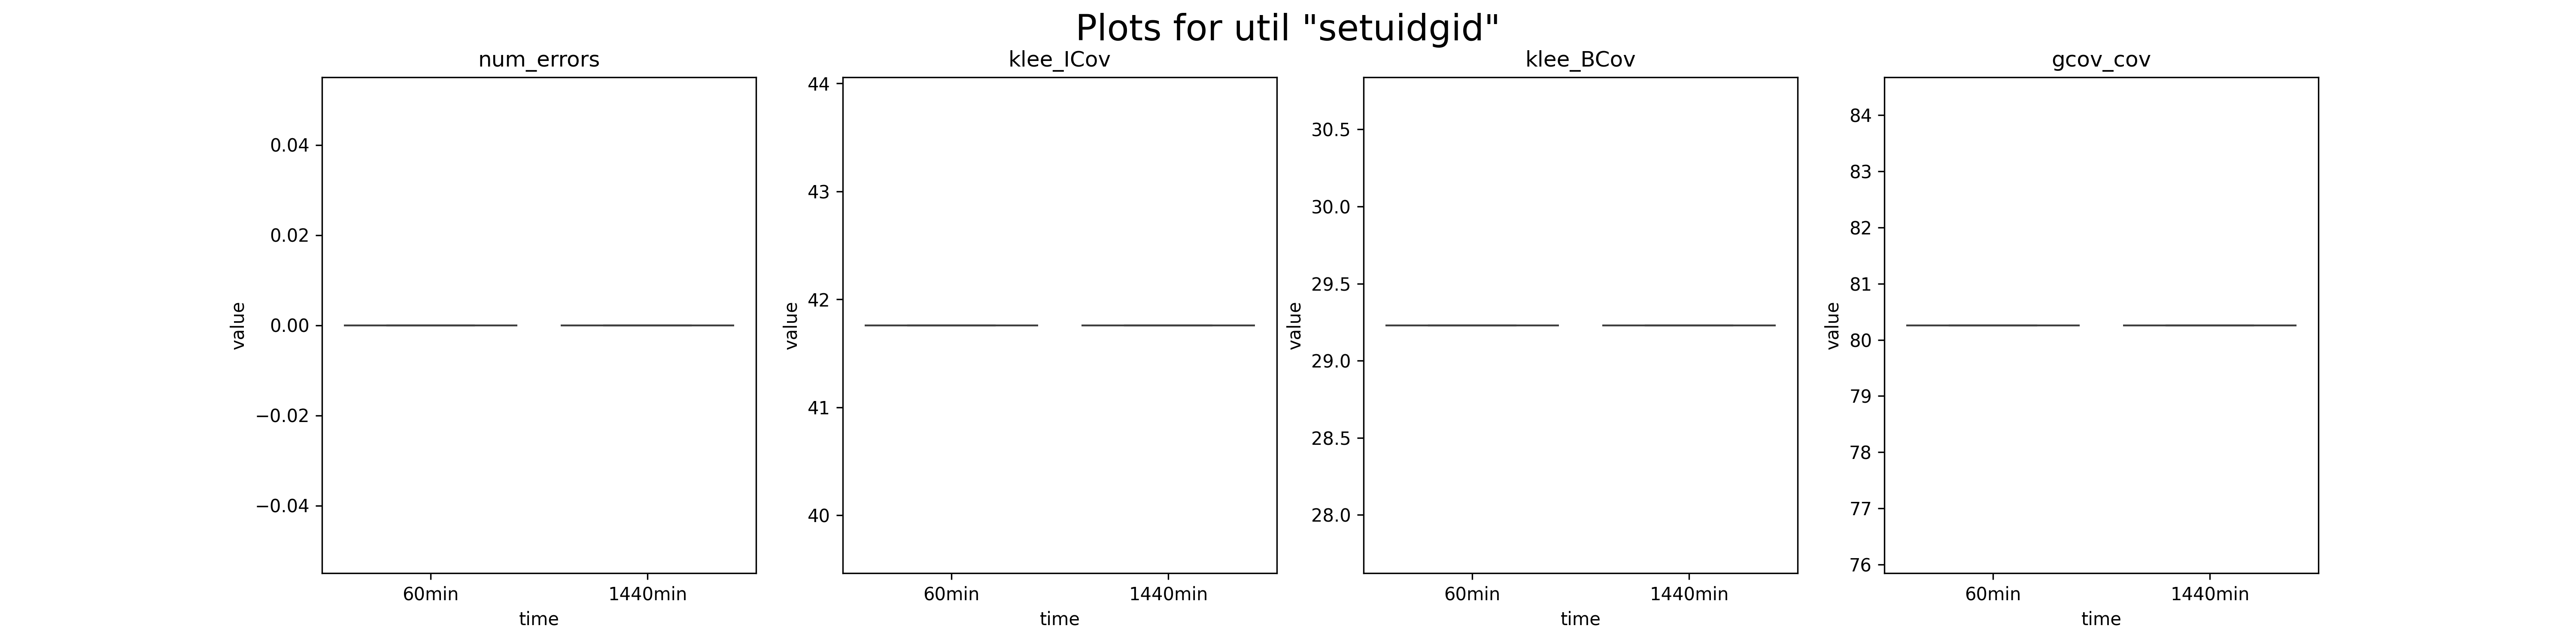 Plots for util "setuidgid"
num_errors
0.04
0.02
0.00
−0.02
−0.04
value
60min 1440min
time
klee_ICov
44
43
42
41
40
value
60min 1440min
time
klee_BCov
30.5
30.0
29.5
29.0
28.5
28.0
value
60min 1440min
time
gcov_cov
84
83
82
81
80
79
78
77
76
value
60min 1440min
time